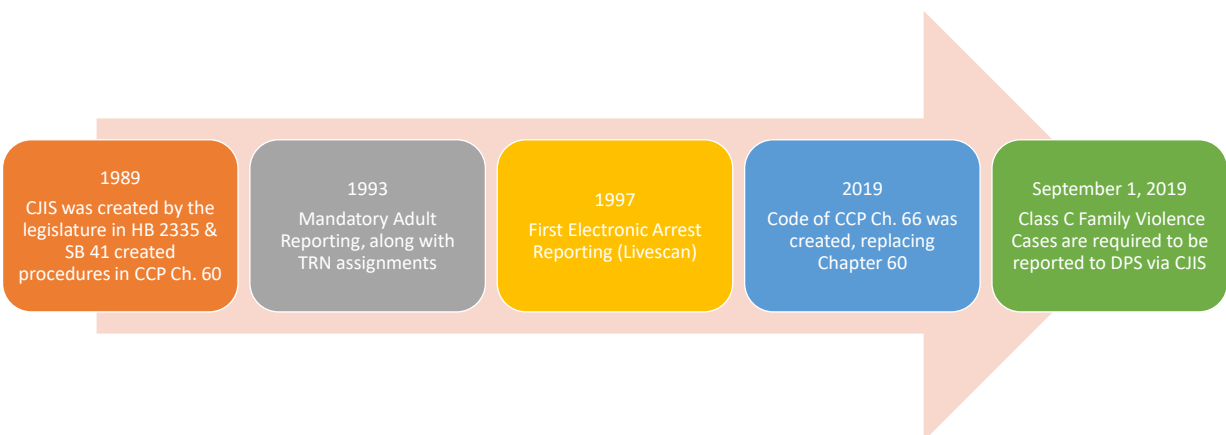 1989
CJIS was created by the
legislature in HB 2335 &
SB 41 created
procedures in CCP Ch. 60
1993
Mandatory Adult
Reporting, along with
TRN assignments
1997
First Electronic Arrest
Reporting (Livescan)
2019
Code of CCP Ch. 66 was
created, replacing
Chapter 60
September 1, 2019
Class C Family Violence
Cases are required to be
reported to DPS via CJIS